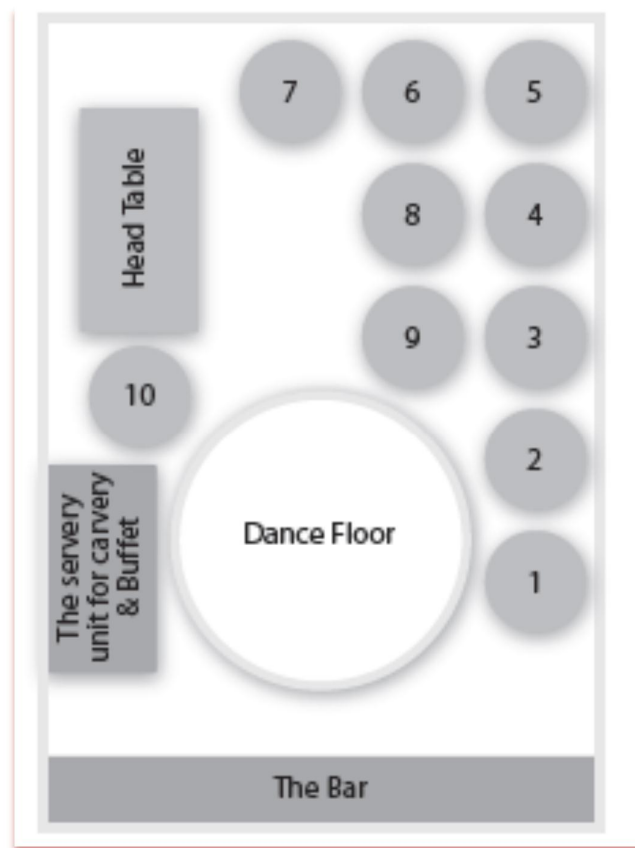 7 6 5
Head Table
8 4
9 3
10
2
The servery
unit for carvery
& Buffet
Dance Floor
1
The Bar